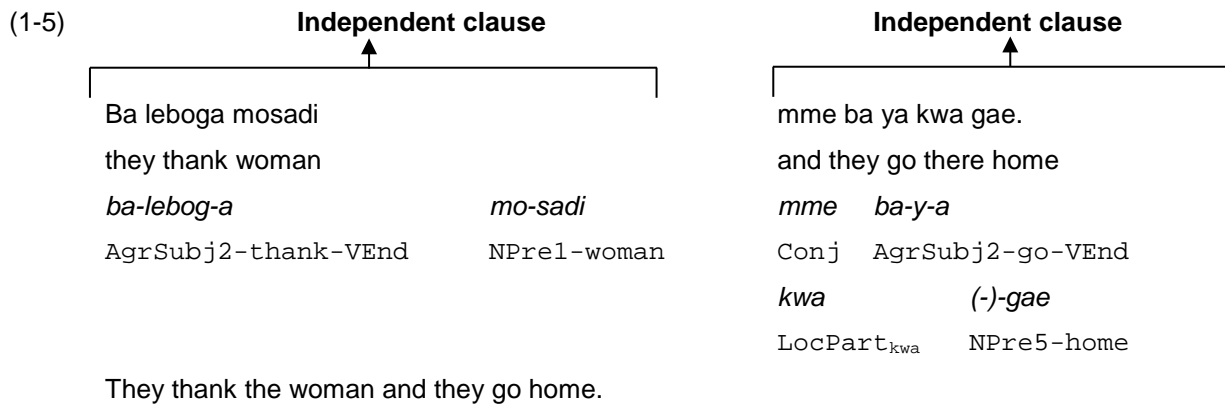 (1-5) Independent clause Independent clause
Ba leboga mosadi mme ba ya kwa gae.
they thank woman and they go there home
ba-lebog-a mo-sadi mme ba-y-a
AgrSubj2-thank-VEnd NPre1-woman Conj AgrSubj2-go-VEnd
kwa (-)-gae
LocPartkwa NPre5-home
They thank the woman and they go home.